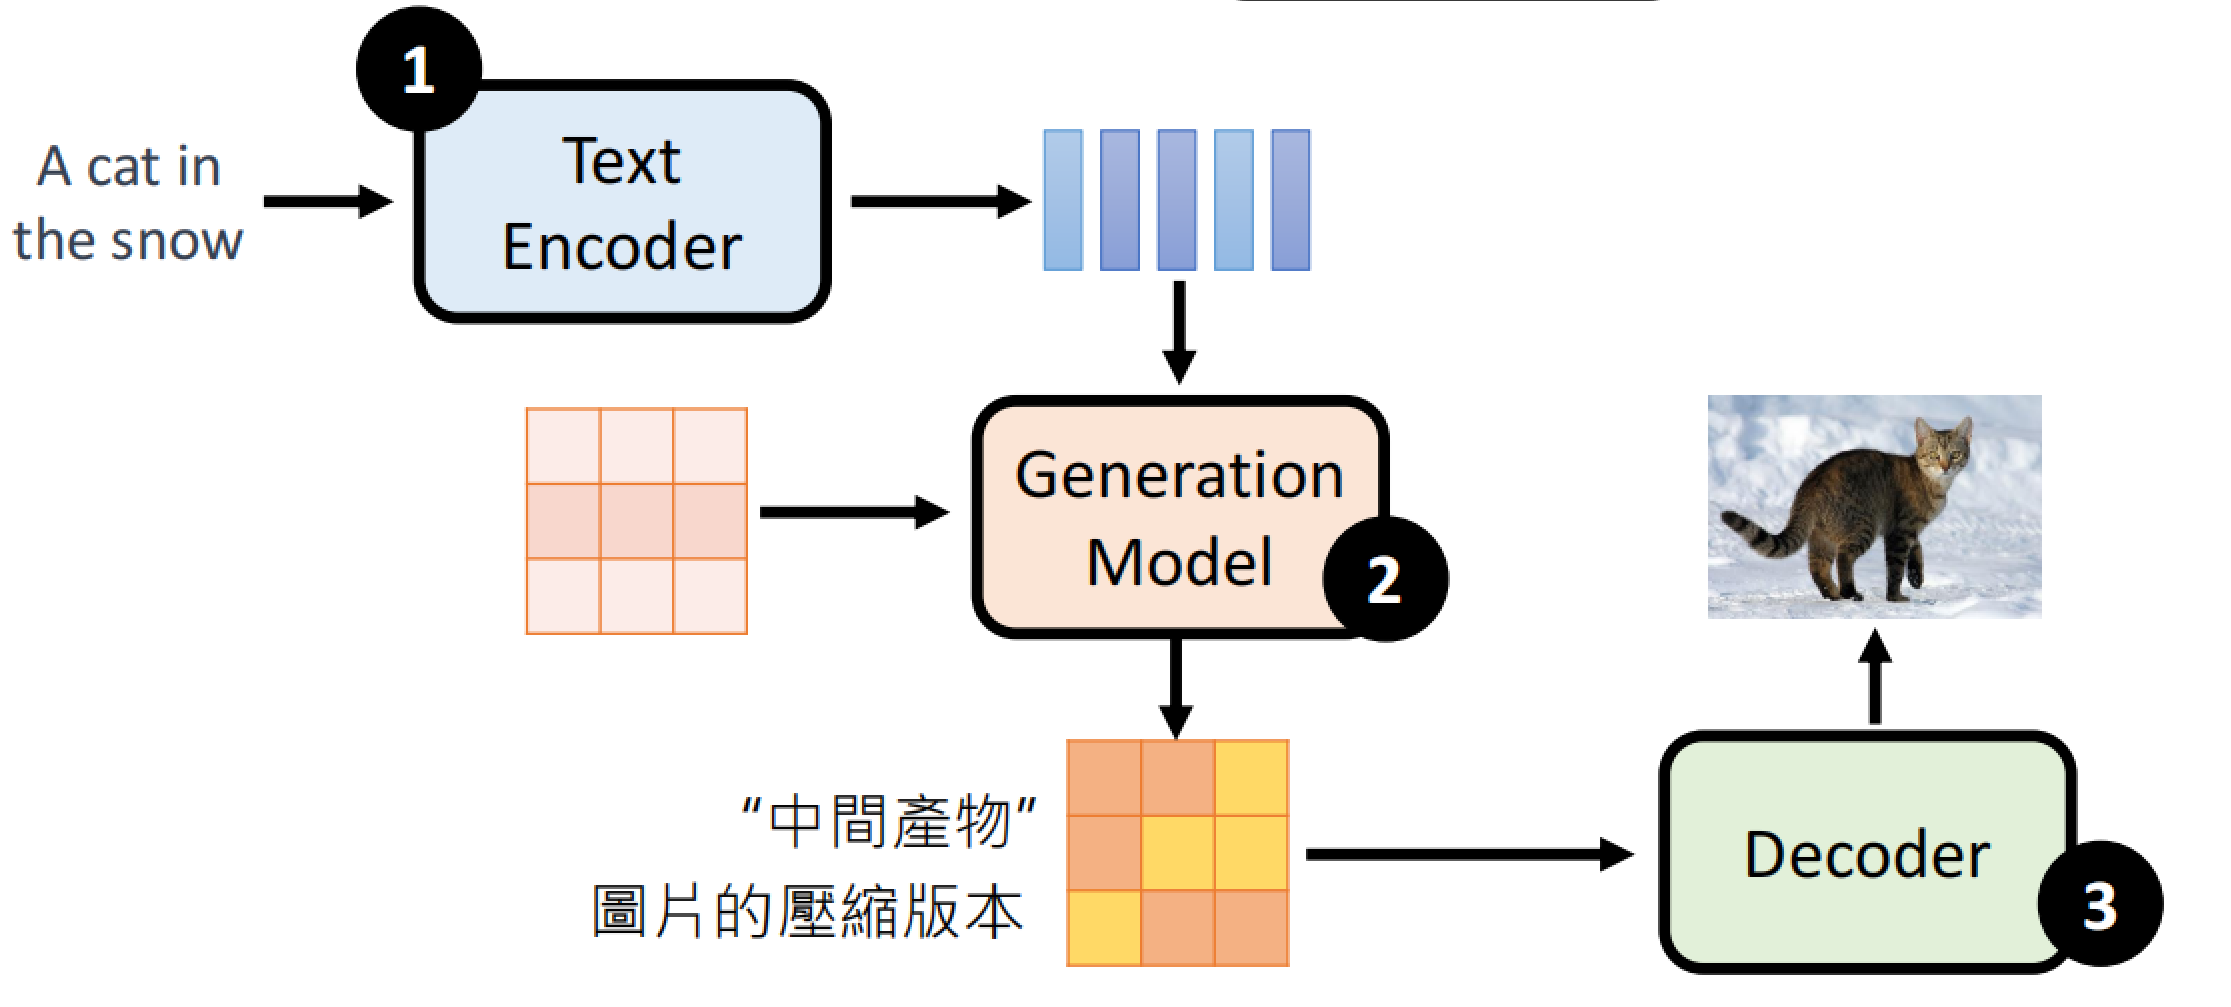 1
A cat in
the snow
Text
Encoder
Generation
Model
2
“中間產物”
圖片的壓縮版本
Decoder
3